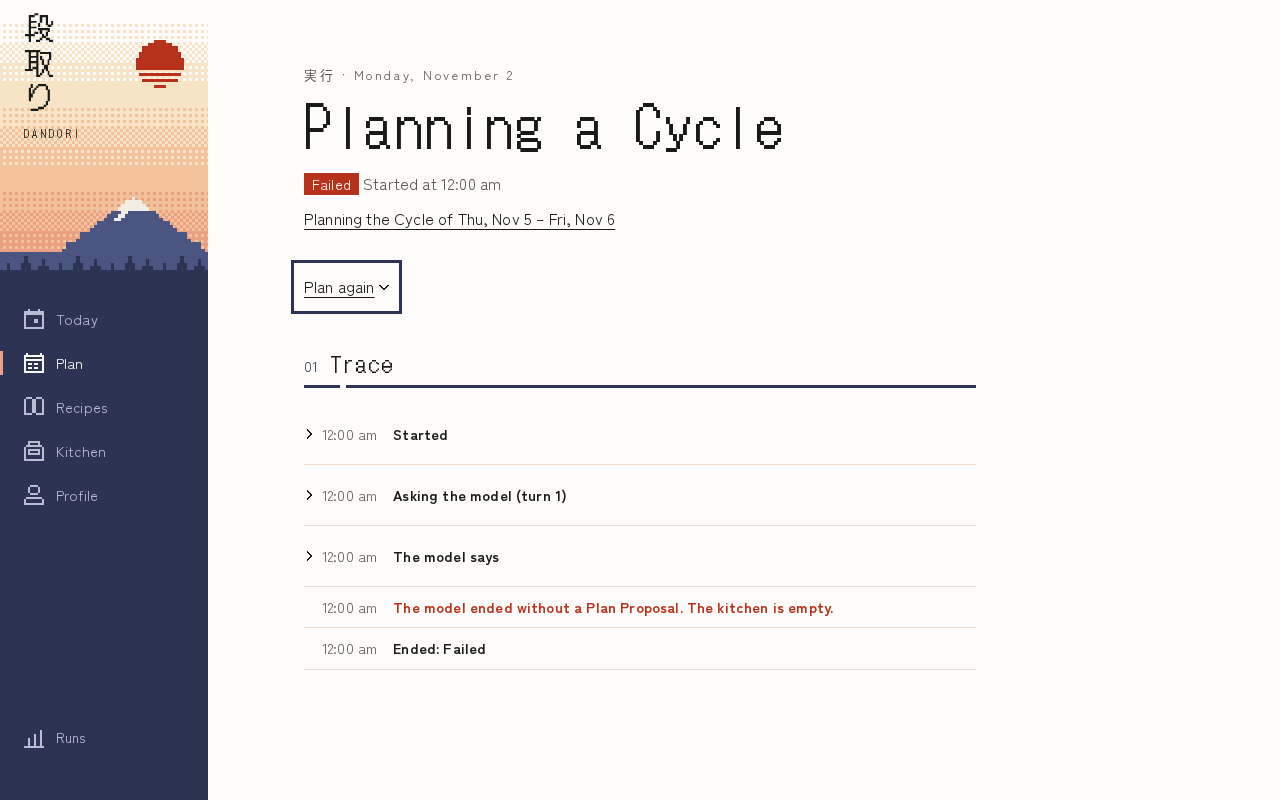 段取り
DANDORI
Today
Plan
Recipes
Kitchen
Profile
Runs
実行 · Monday, November 2
Planning a Cycle
Failed Started at 12:00 am
Planning the Cycle of Thu, Nov 5 – Fri, Nov 6
Plan again
01 Trace
12:00 am Started
12:00 am Asking the model (turn 1)
12:00 am The model says
12:00 am The model ended without a Plan Proposal. The kitchen is empty.
12:00 am Ended: Failed